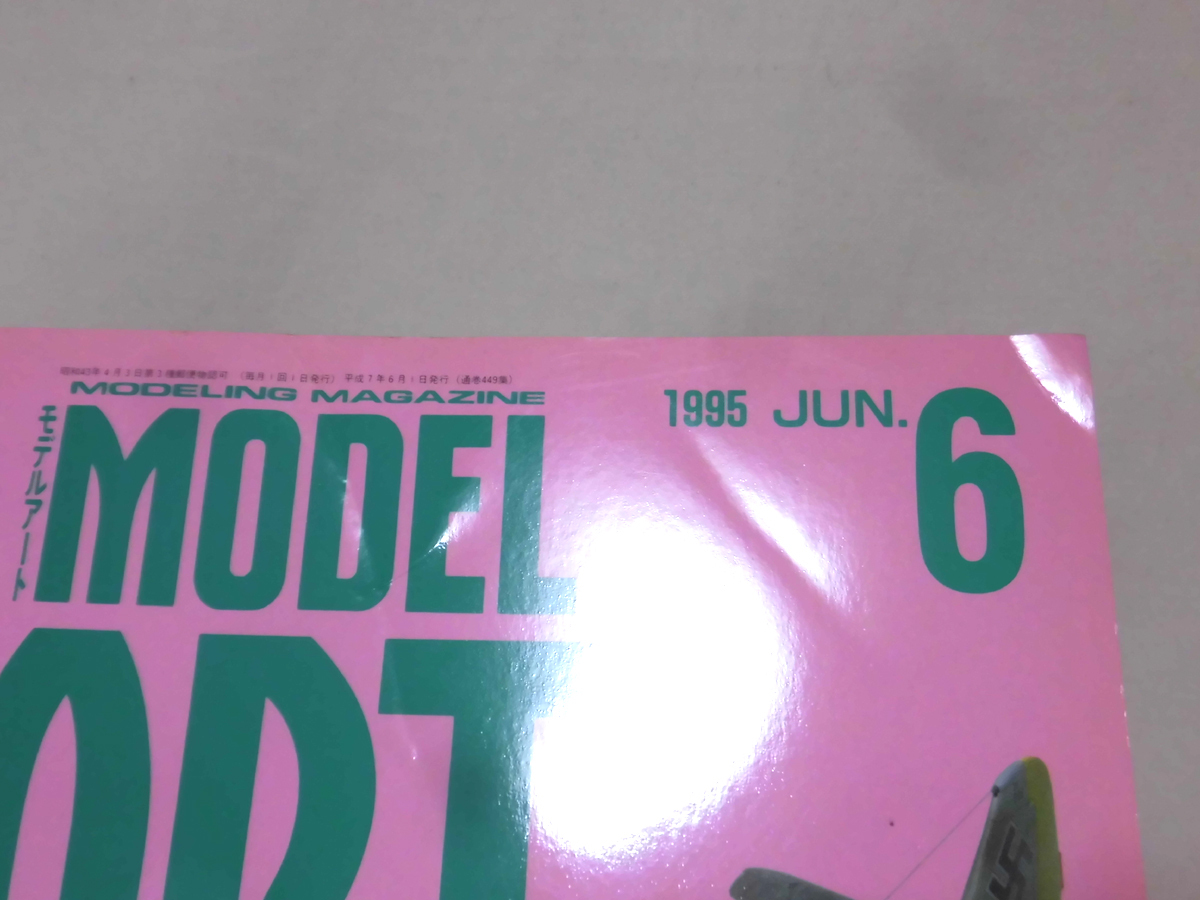 昭和43年4月3日第3種郵便物認可 (毎月1回1日発行) 平成7年6月1日発行 (通巻449集)
MODELING MAGAZINE
モデルアート
MODEL
ART
1995 JUN. 6